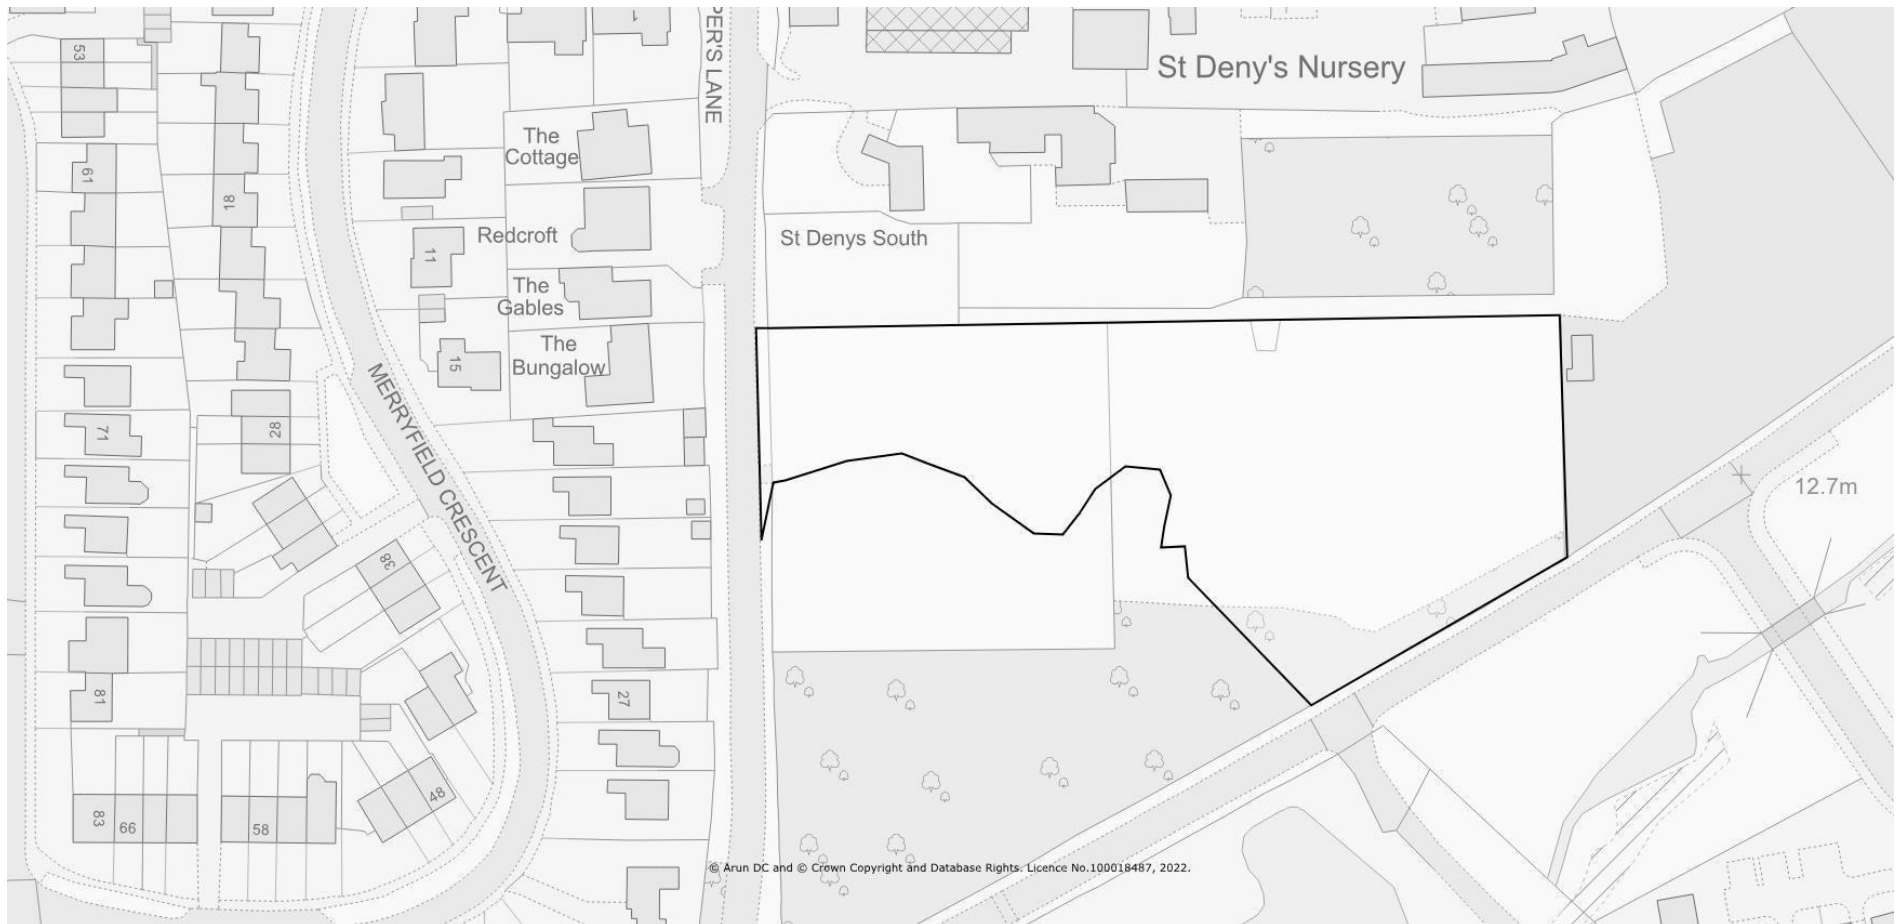 53
1
PER'S LANE
St Deny's Nursery
The
Cottage
61
18
Redcroft
11
St Denys South
The
Gables
The
Bungalow
15
MERRYFIELD CRESCENT
71
28
12.7m
38
81
27
48
83
66
58
© Arun DC and © Crown Copyright and Database Rights. Licence No.100018487, 2022.